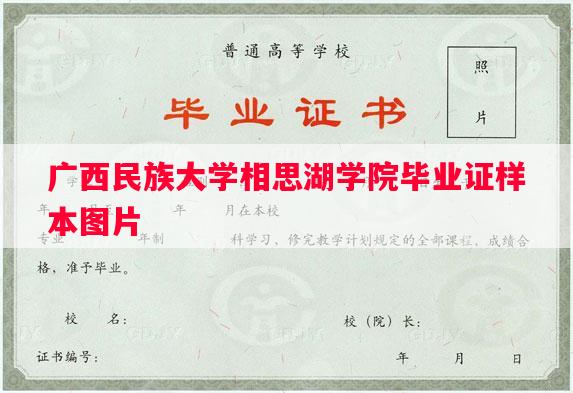 普通高等学校
照
片
毕业证书
广西民族大学相思湖学院毕业证样
本图片
学
年 月 年 月在本校
专业 年制 科学习，修完教学计划规定的全部课程，成绩合
格，准予毕业。
校 名： 校（院）长：
证书编号： 年 月 日